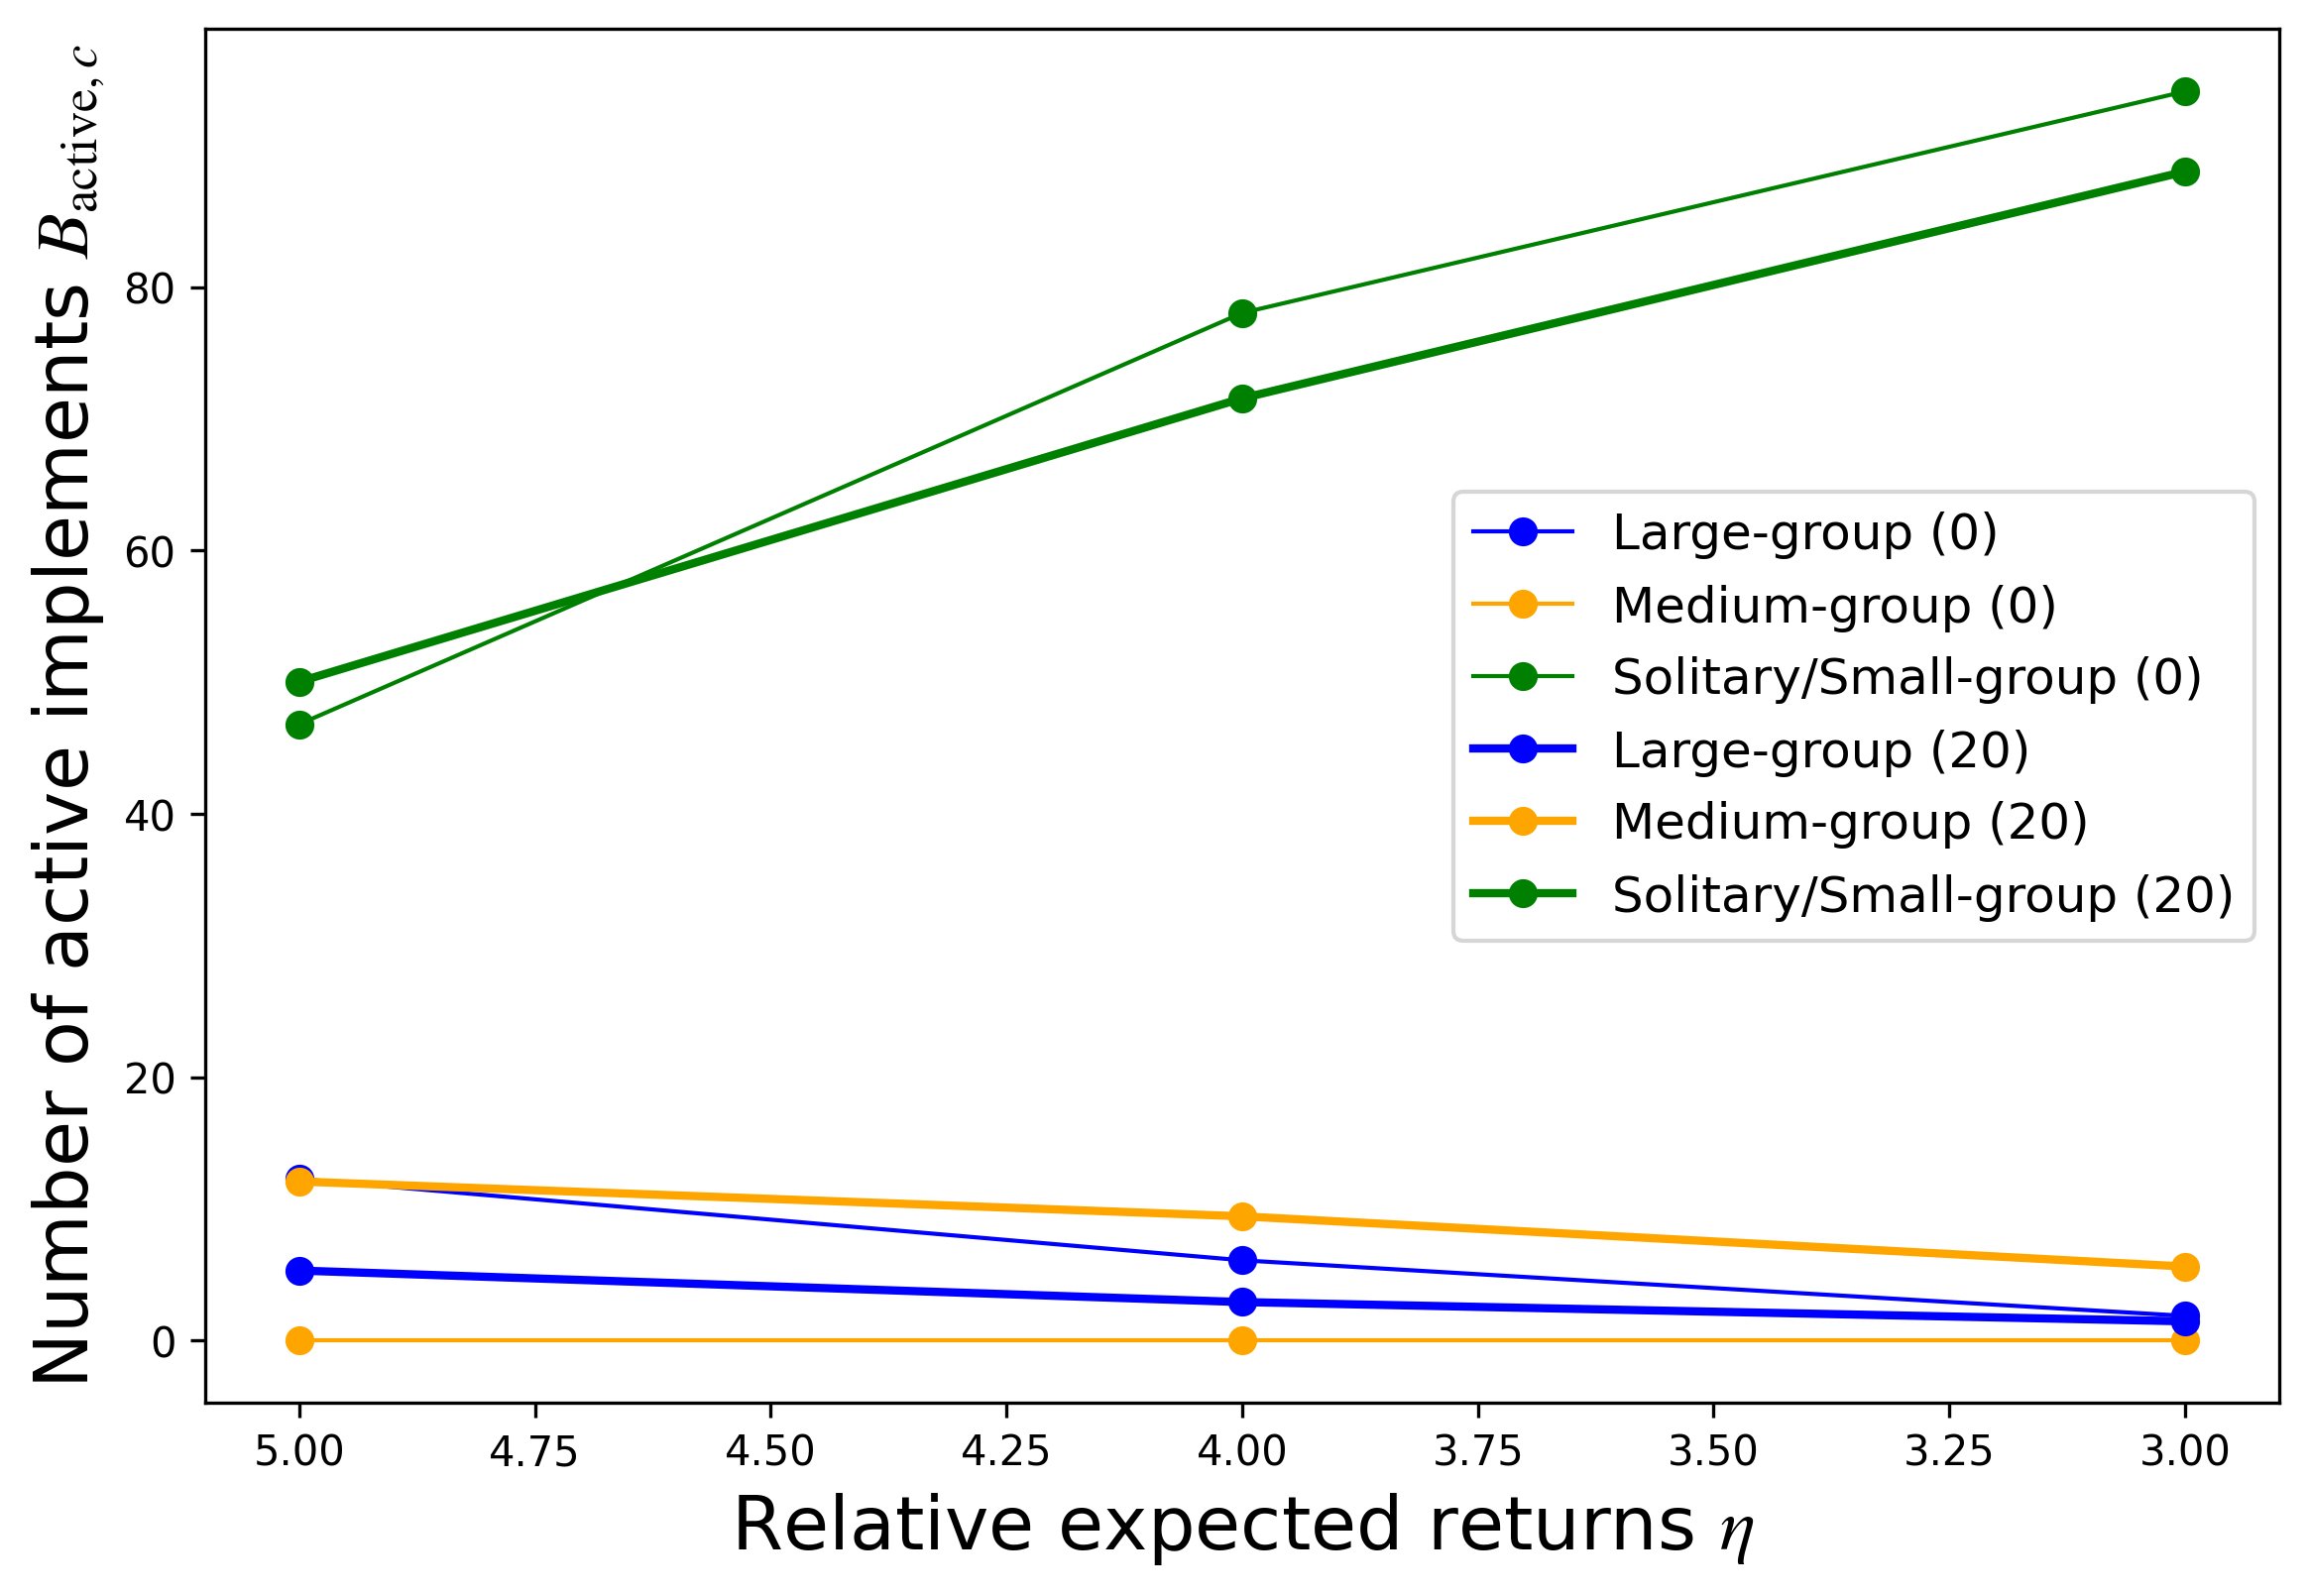 Number of active implements B_active, c
80
60
40
20
0
Large-group (0)
Medium-group (0)
Solitary/Small-group (0)
Large-group (20)
Medium-group (20)
Solitary/Small-group (20)
5.00 4.75 4.50 4.25 4.00 3.75 3.50 3.25 3.00
Relative expected returns η